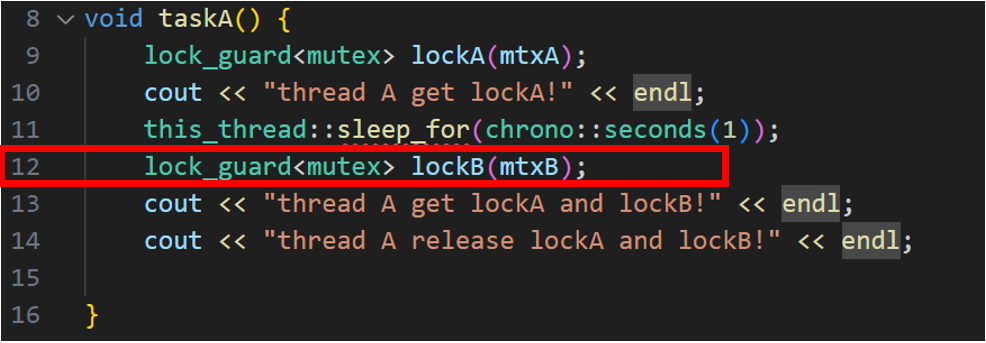 8 void taskA() {
9 lock_guard<mutex> lockA(mtxA);
10 cout << "thread A get lockA!" << endl;
11 this_thread::sleep_for(chrono::seconds(1));
12 lock_guard<mutex> lockB(mtxB);
13 cout << "thread A get lockA and lockB!" << endl;
14 cout << "thread A release lockA and lockB!" << endl;
15
16 }